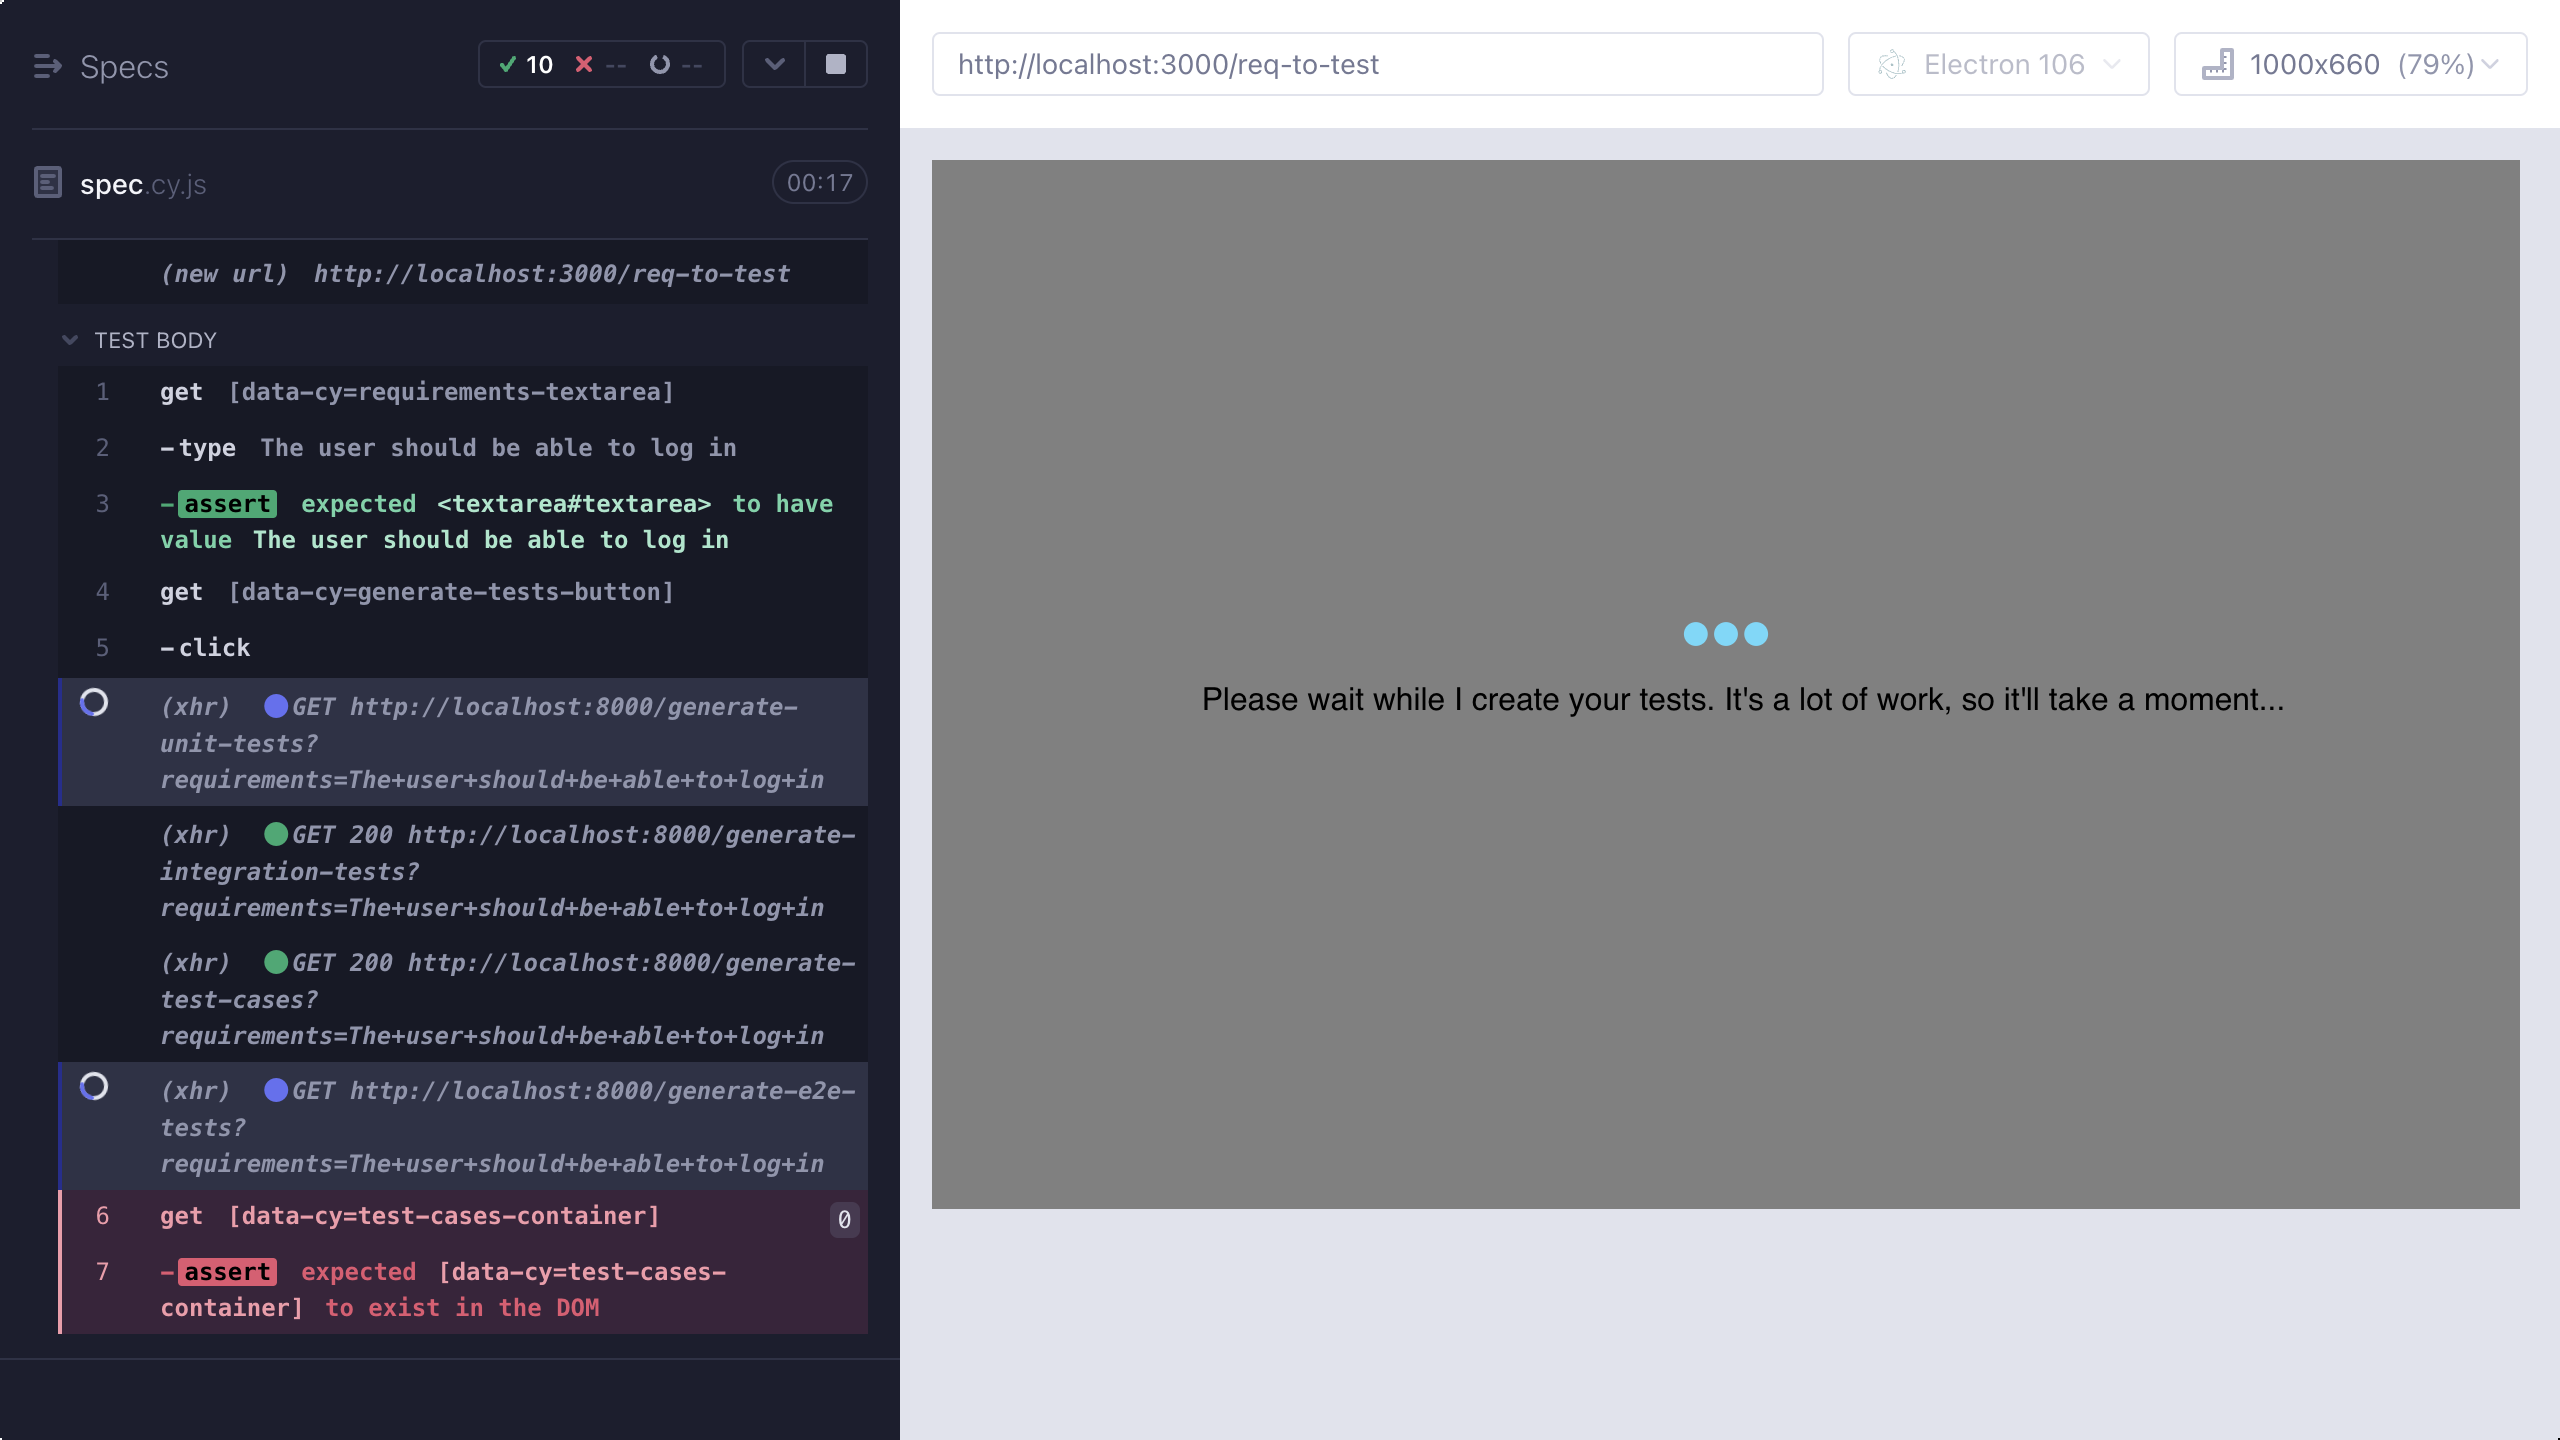 Specs
10 -- --
spec.cy.js 00:17
(new url) http://localhost:3000/req-to-test
TEST BODY
1 get [data-cy=requirements-textarea]
2 -type The user should be able to log in
3 -assert expected <textarea#textarea> to have
value The user should be able to log in
4 get [data-cy=generate-tests-button]
5 -click
(xhr) GET http://localhost:8000/generate-
unit-tests?
requirements=The+user+should+be+able+to+log+in
(xhr) GET 200 http://localhost:8000/generate-
integration-tests?
requirements=The+user+should+be+able+to+log+in
(xhr) GET 200 http://localhost:8000/generate-
test-cases?
requirements=The+user+should+be+able+to+log+in
(xhr) GET http://localhost:8000/generate-e2e-
tests?
requirements=The+user+should+be+able+to+log+in
6 get [data-cy=test-cases-container] 0
7 -assert expected [data-cy=test-cases-
container] to exist in the DOM
http://localhost:3000/req-to-test
Electron 106
1000x660 (79%)
Please wait while I create your tests. It's a lot of work, so it'll take a moment...